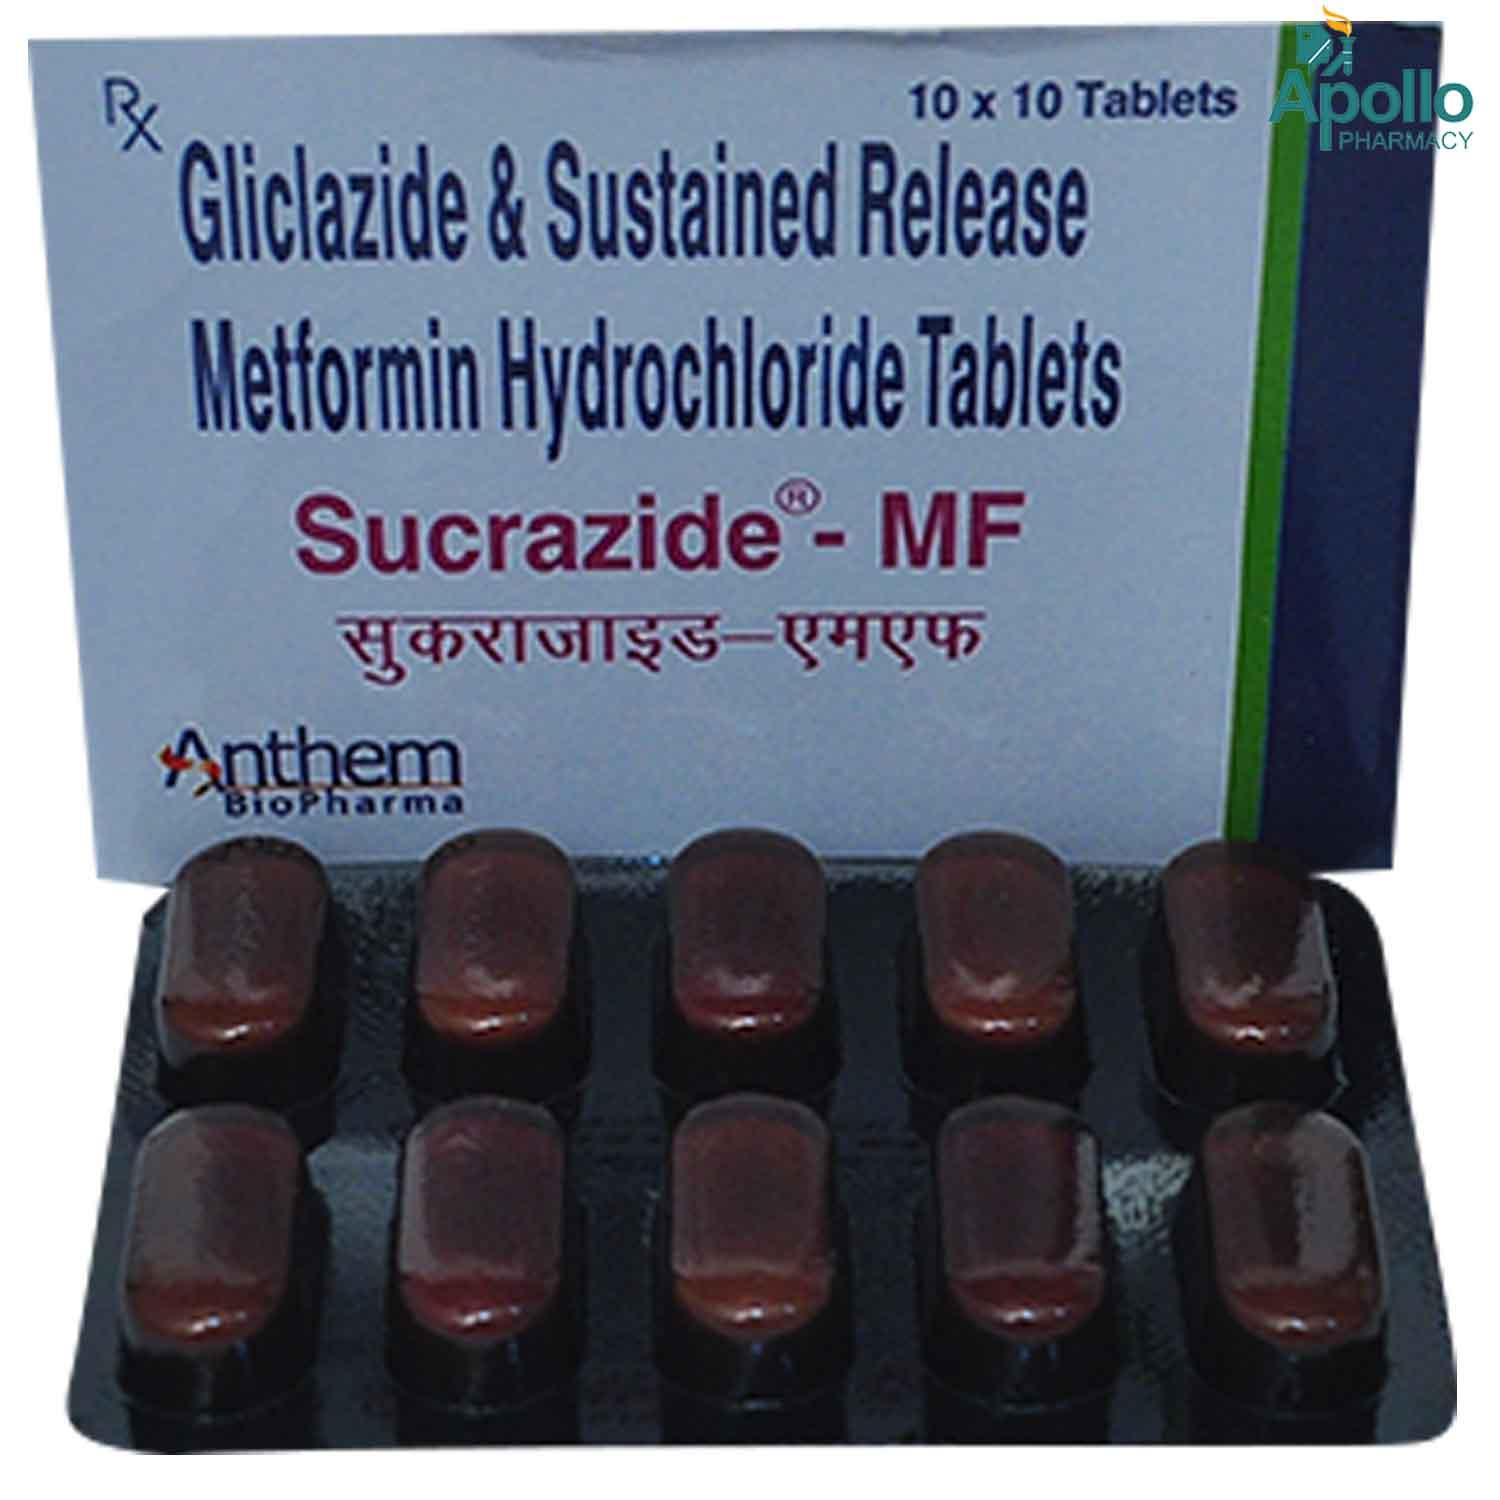 Rx
10 x 10 Tablets
Apollo
PHARMACY
Gliclazide & Sustained Release
Metformin Hydrochloride Tablets
Sucrazide® - MF
सुकराजाइड–एमएफ
Anthem
BioPharma